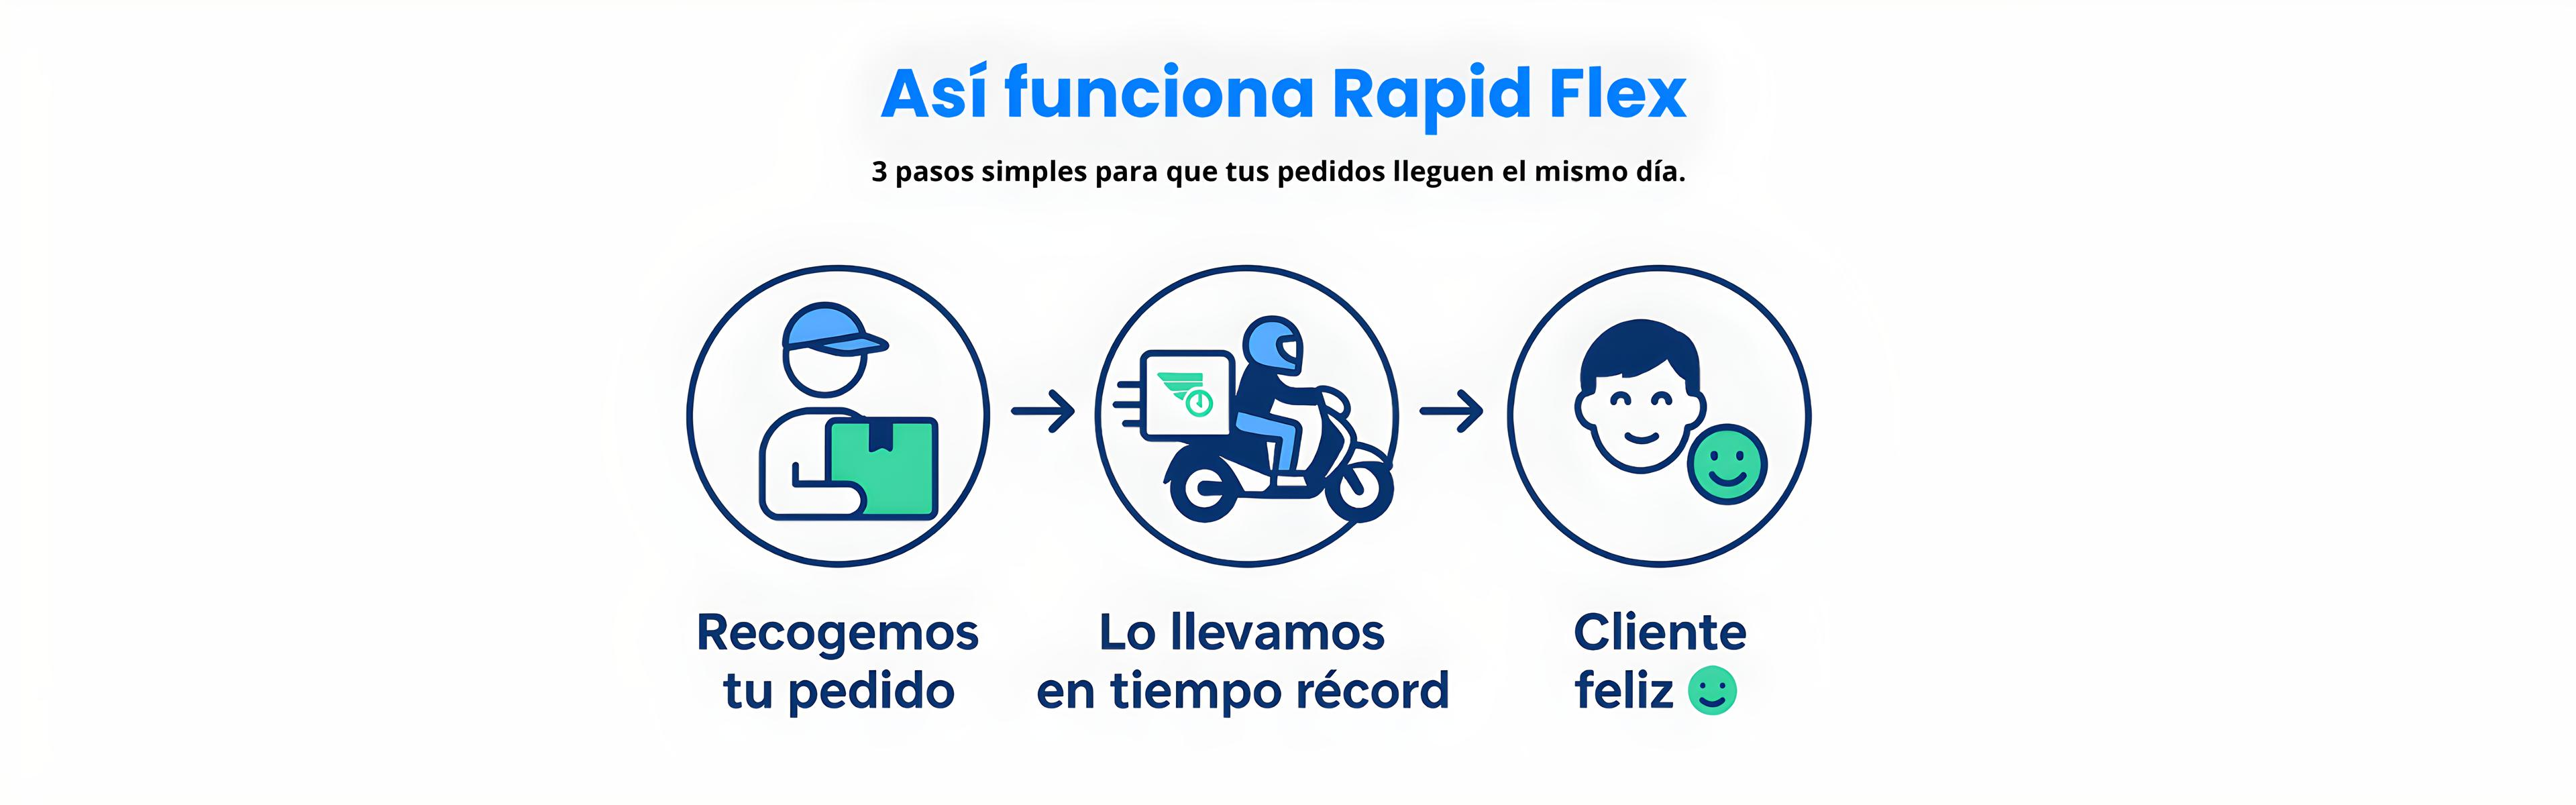 Así funciona Rapid Flex
3 pasos simples para que tus pedidos lleguen el mismo día.
Recogemos
tu pedido
Lo llevamos
en tiempo récord
Cliente
feliz